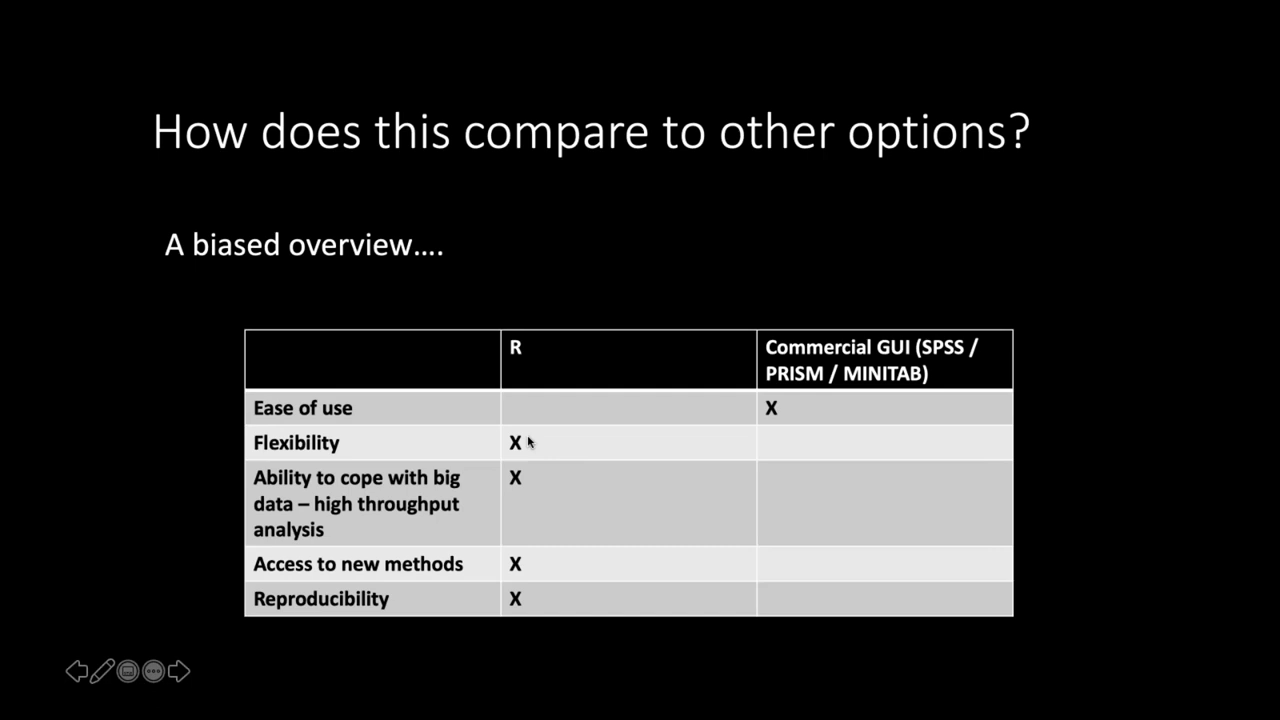 How does this compare to other options?
A biased overview....
R
Commercial GUI (SPSS /
PRISM / MINITAB)
Ease of use
X
Flexibility
X
Ability to cope with big
data – high throughput
analysis
X
Access to new methods
X
Reproducibility
X